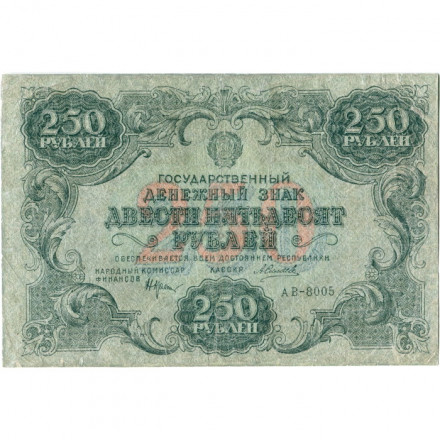 250
РУБЛЕЙ
250
РУБЛЕЙ
ГОСУДАРСТВЕННЫЙ
ДЕНЕЖНЫЙ ЗНАК
250
ДВЕСТИ ПЯТЬДЕСЯТ
РУБЛЕЙ
ОБЕСПЕЧИВАЕТСЯ ВСЕМ ДОСТОЯНИЕМ РЕСПУБЛИКИ
НАРОДНЫЙ КОМИССАР
ФИНАНСОВ
КАССИР
АВ-8005
250
РУБЛЕЙ